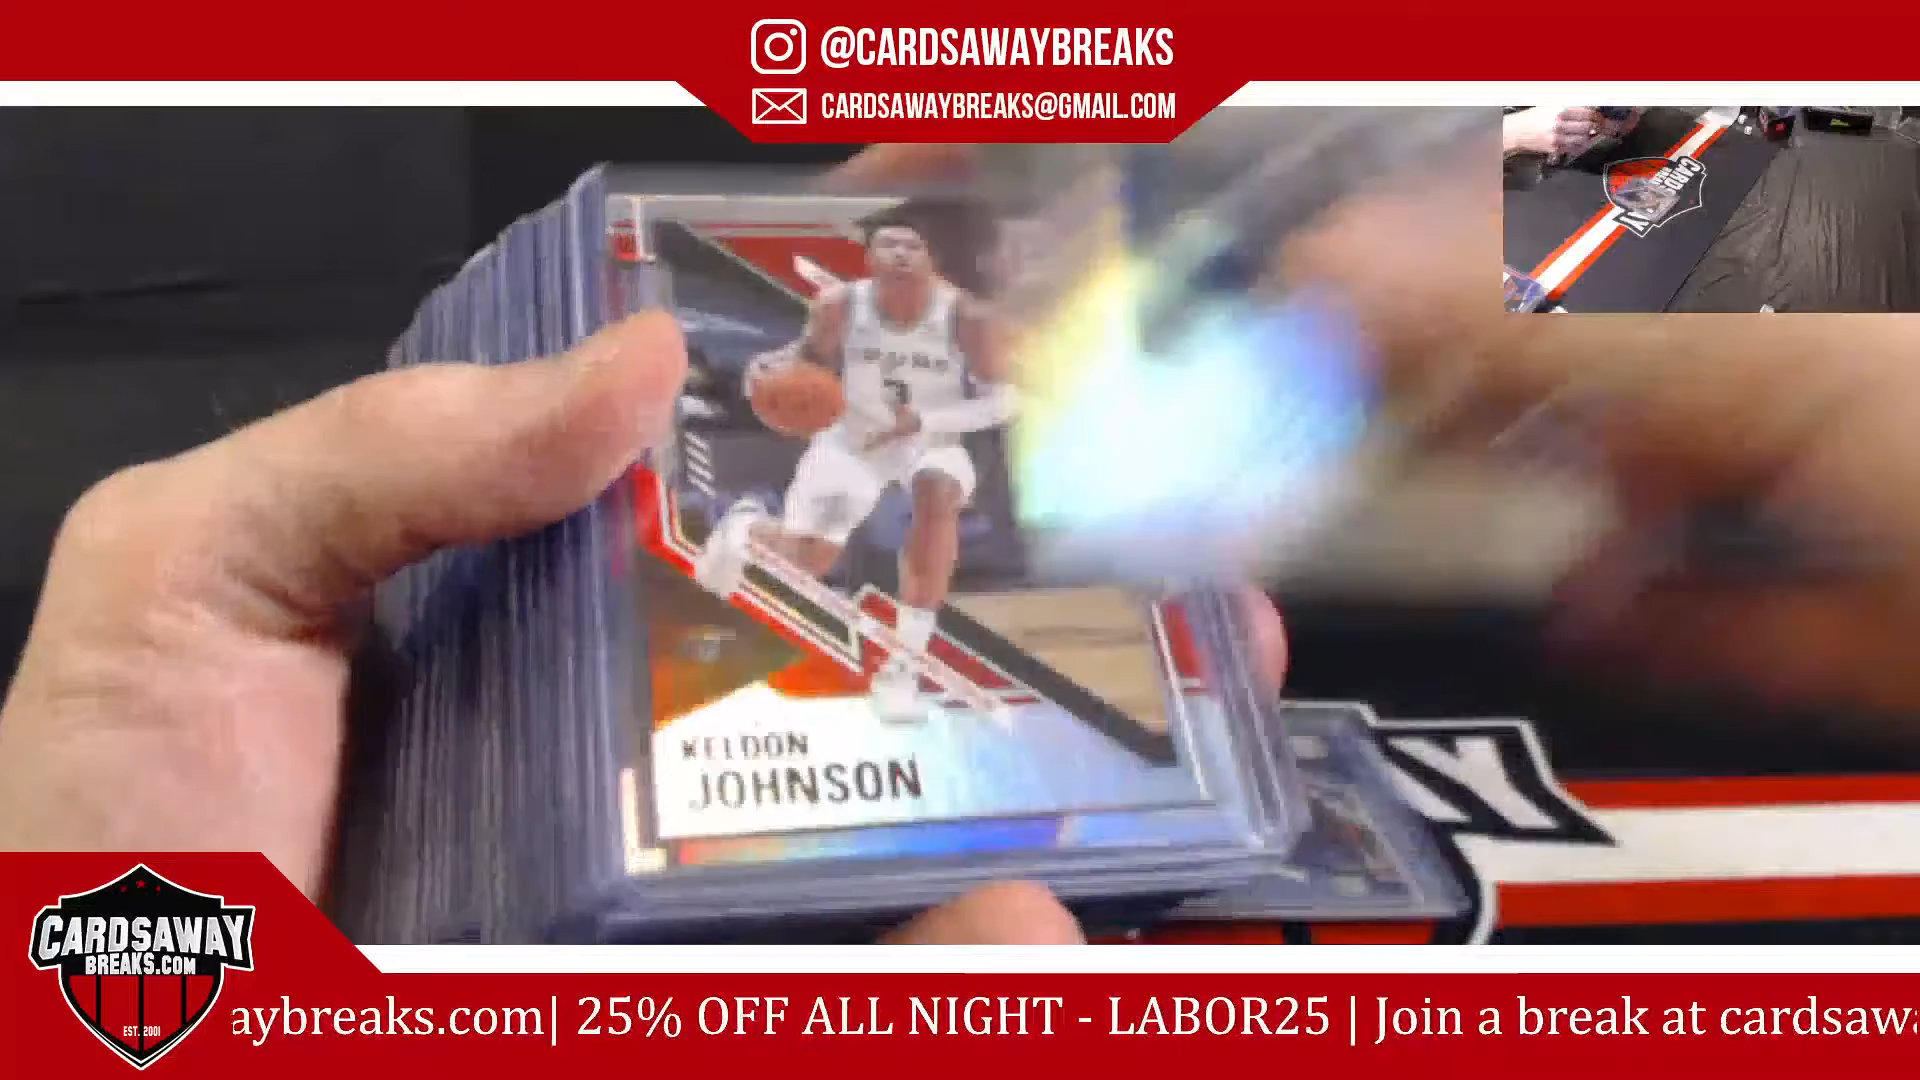 @CARDSAWAYBREAKS
CARDSAWAYBREAKS@GMAIL.COM
KELDON
JOHNSON
CARDSAWAY
BREAKS.COM
EST. 2001
aybreaks.com| 25% OFF ALL NIGHT - LABOR25 | Join a break at cardsaw